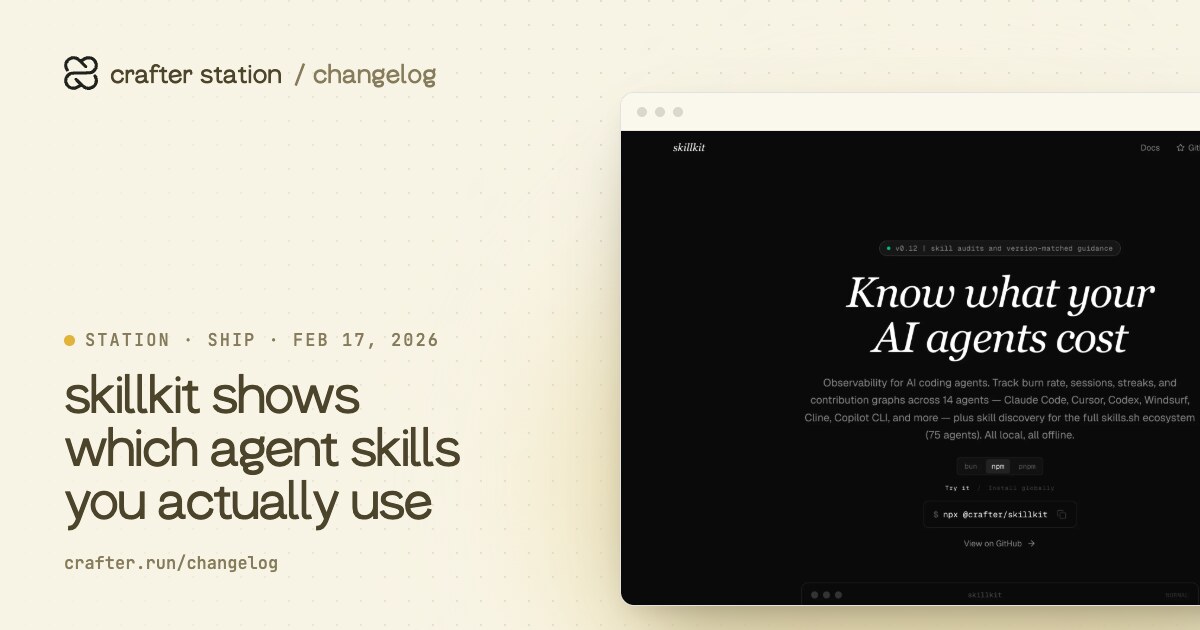 crafter station / changelog
STATION · SHIP · FEB 17, 2026
skillkit shows
which agent skills
you actually use
crafter.run/changelog
skillkit
Docs
v0.12 | skill audits and version-matched guidance
Know what your
AI agents cost
Observability for AI coding agents. Track burn rate, sessions, streaks, and
contribution graphs across 14 agents — Claude Code, Cursor, Codex, Windsurf,
Cline, Copilot CLI, and more — plus skill discovery for the full skills.sh ecosystem
(75 agents). All local, all offline.
bun npm pnpm
Try it / Install globally
$ npx @crafter/skillkit
View on GitHub →
skillkit